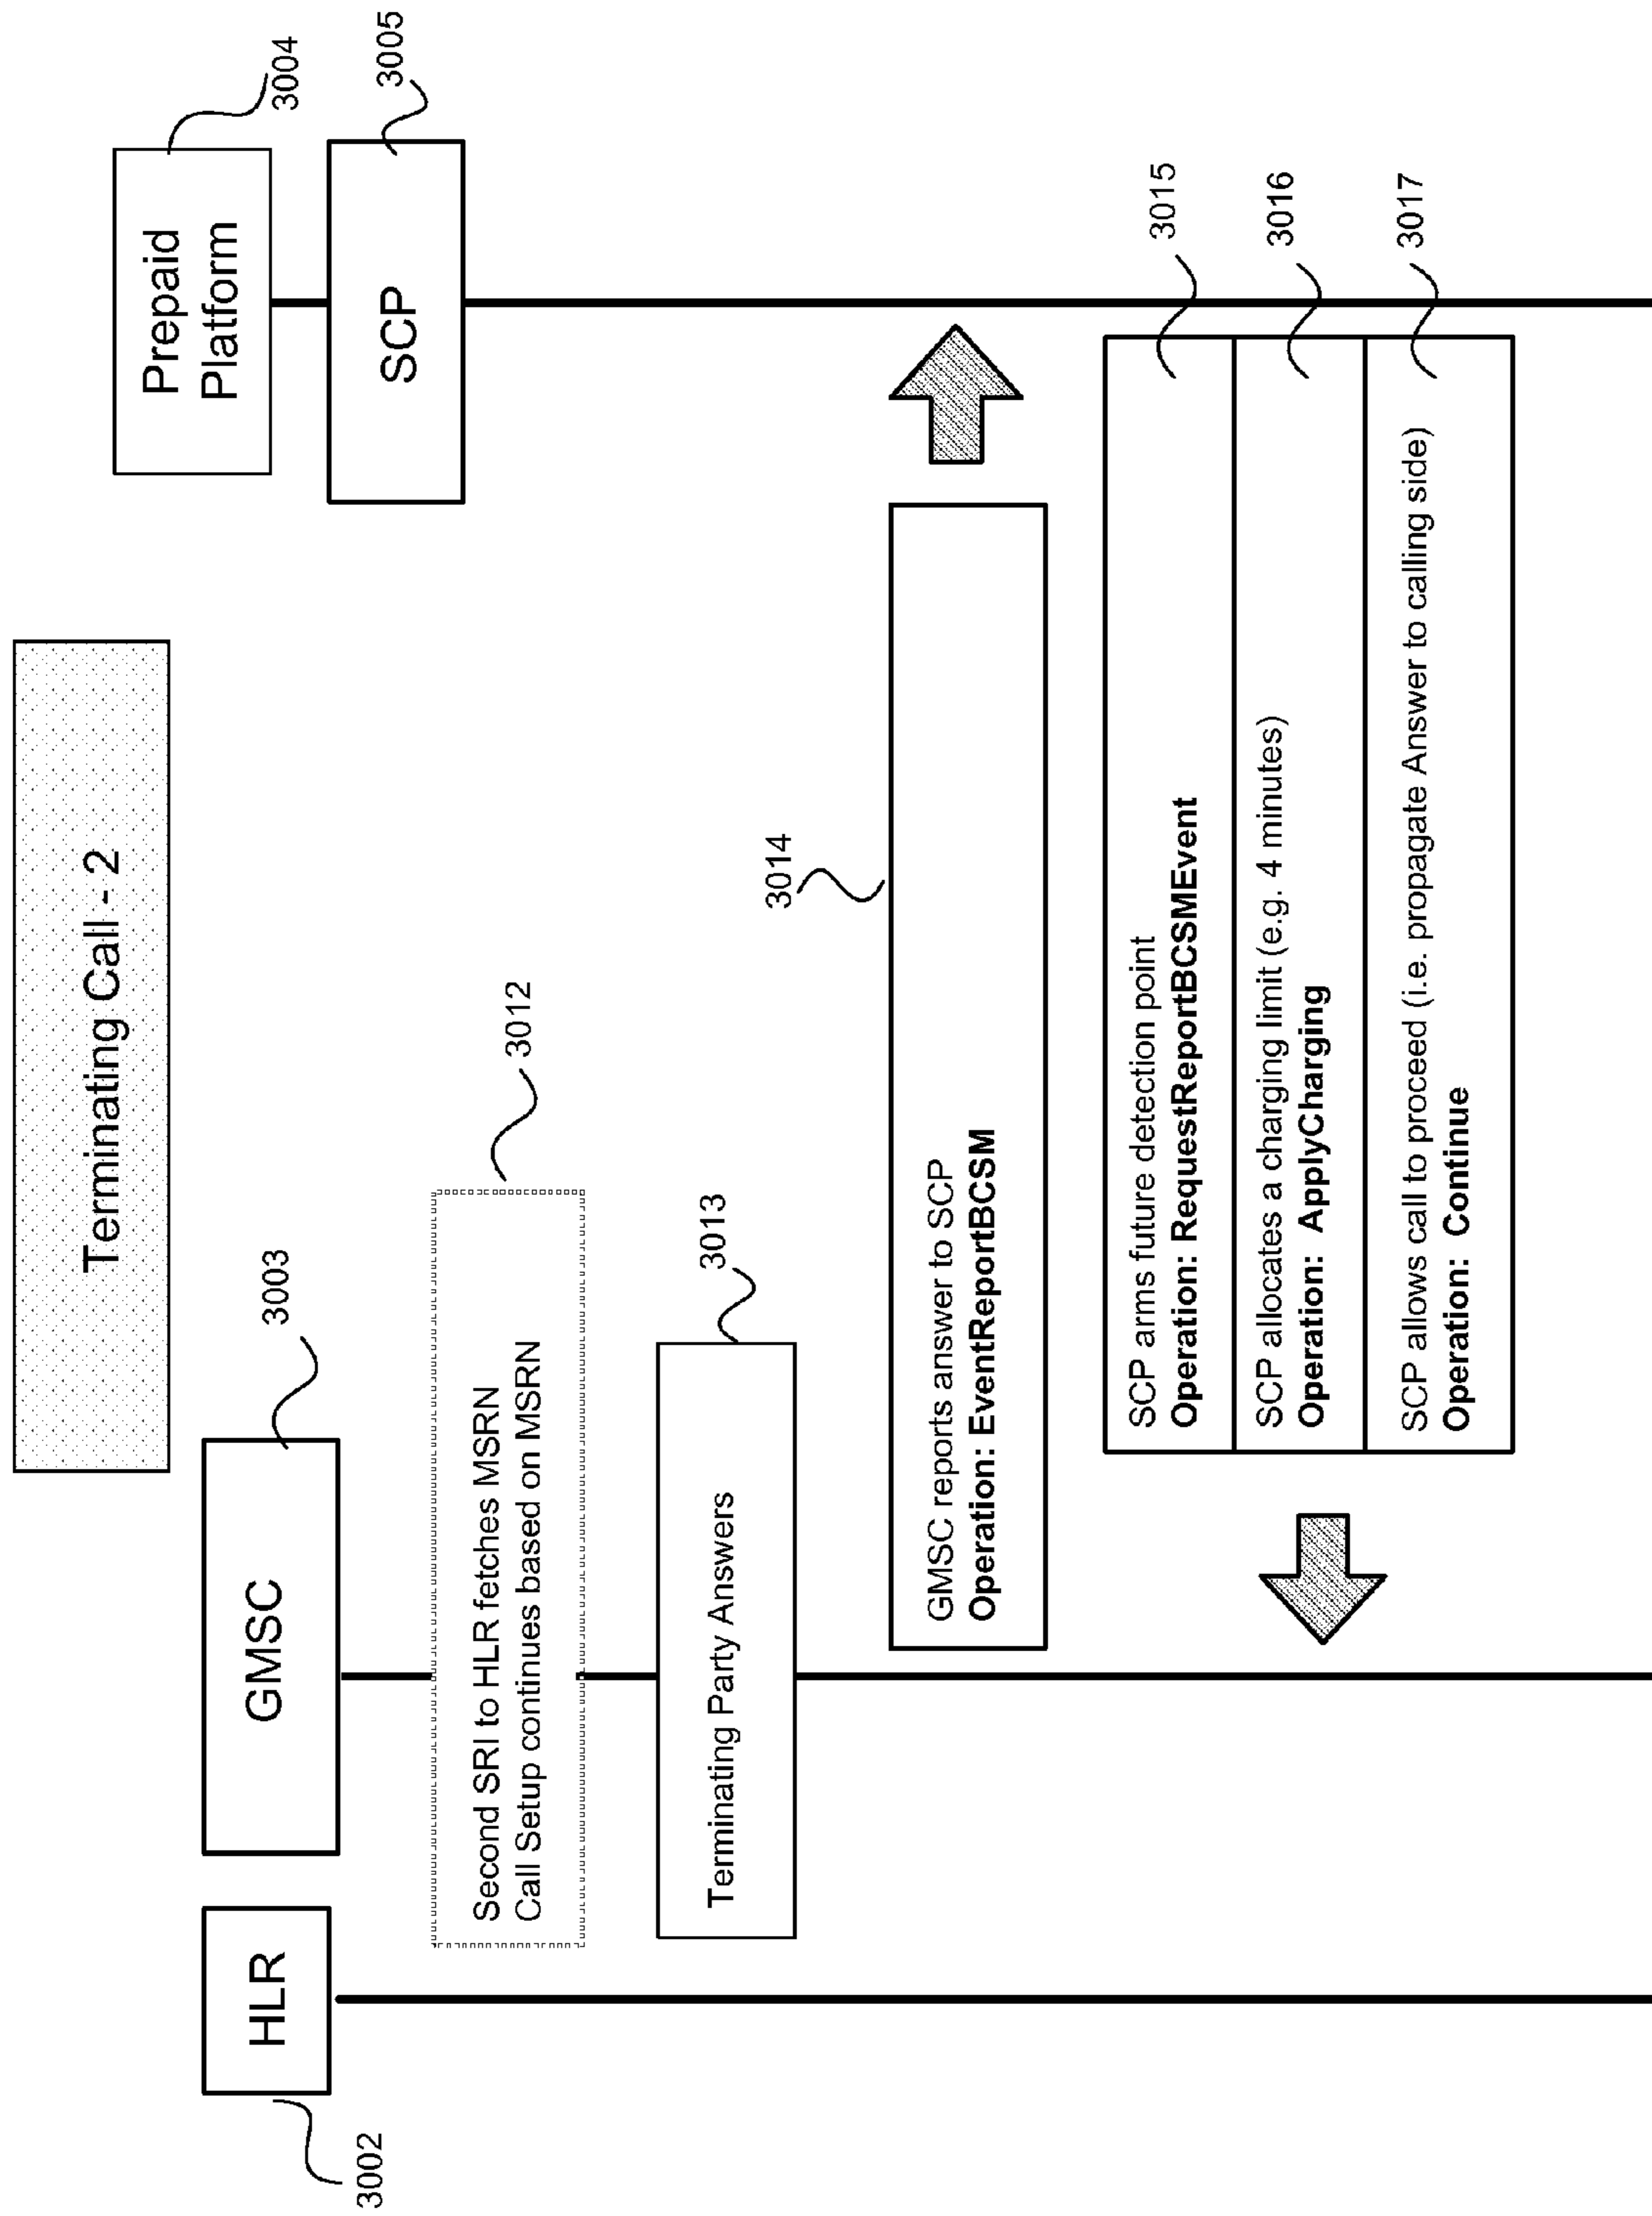 Terminating Call - 2
3002
HLR
3003
GMSC
Prepaid
Platform
3004
SCP
3005
Second SRI to HLR fetches MSRN
Call Setup continues based on MSRN
3012
Terminating Party Answers
3013
3014
GMSC reports answer to SCP
Operation: EventReportBCSM
SCP arms future detection point
Operation: RequestReportBCSMEvent
3015
SCP allocates a charging limit (e.g. 4 minutes)
Operation: ApplyCharging
3016
SCP allows call to proceed (i.e. propagate Answer to calling side)
Operation: Continue
3017